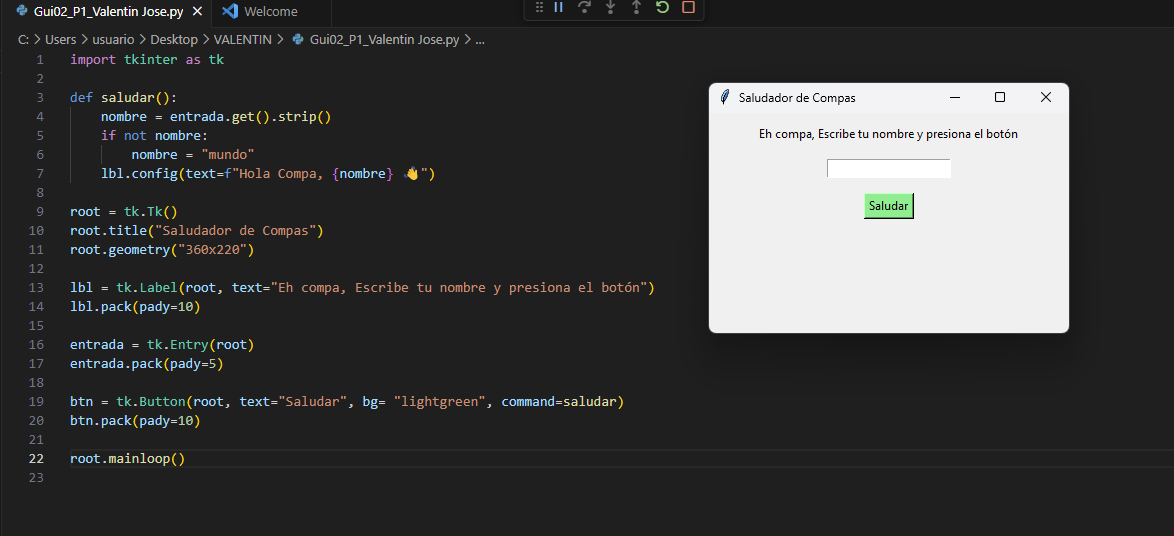 Gui02_P1_Valentin Jose.py Welcome
C: > Users > usuario > Desktop > VALENTIN > Gui02_P1_Valentin Jose.py > ...
1 import tkinter as tk
2
3 def saludar():
4     nombre = entrada.get().strip()
5     if not nombre:
6         nombre = "mundo"
7     lbl.config(text=f"Hola Compa, {nombre} 👋")
8
9 root = tk.Tk()
10 root.title("Saludador de Compas")
11 root.geometry("360x220")
12
13 lbl = tk.Label(root, text="Eh compa, Escribe tu nombre y presiona el botón")
14 lbl.pack(pady=10)
15
16 entrada = tk.Entry(root)
17 entrada.pack(pady=5)
18
19 btn = tk.Button(root, text="Saludar", bg= "lightgreen", command=saludar)
20 btn.pack(pady=10)
21
22 root.mainloop()
23
Saludador de Compas
Eh compa, Escribe tu nombre y presiona el botón
Saludar